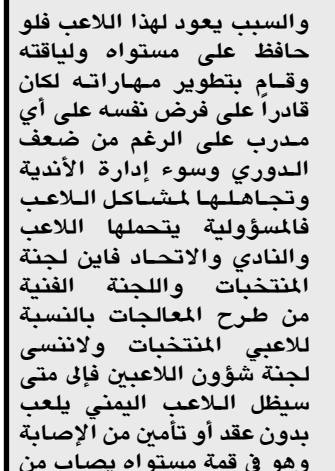 والسبب يعود لهذا اللاعب فلو
حافظ على مستواه ولياقته
وقام بتطوير مهاراته لكان
قادراً على فرض نفسه على أي
مدرب على الرغم من ضعف
الدوري وسوء إدارة الأندية
وتجاهلها لمشاكل اللاعب
فالمسؤولية يتحملها اللاعب
والنادي والاتحاد فاين لجنة
المنتخبات واللجنة الفنية
من طرح المعالجات بالنسبة
للاعبي المنتخبات ولاننسى
لجنة شؤون اللاعبين فإلى متى
سيظل اللاعب اليمني يلعب
بدون عقد أو تأمين من الإصابة
وهو في قمة مستواه يصاب من